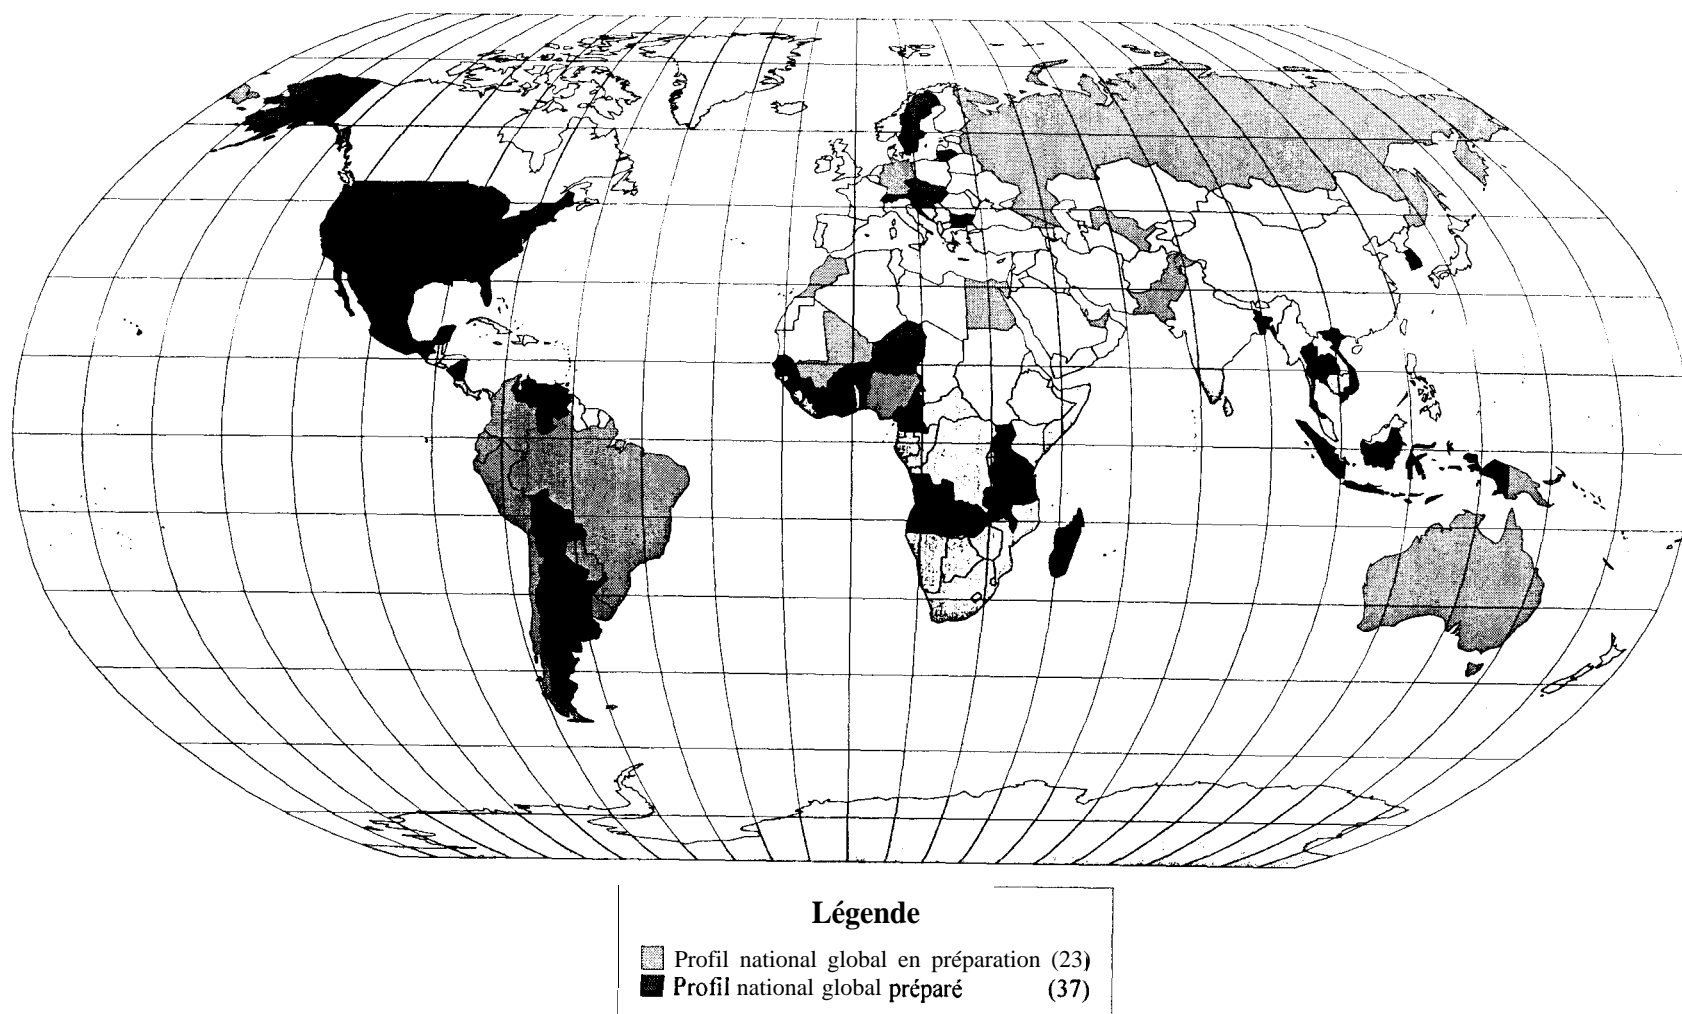 Légende
Profil national global en préparation (23)
Profil national global préparé (37)